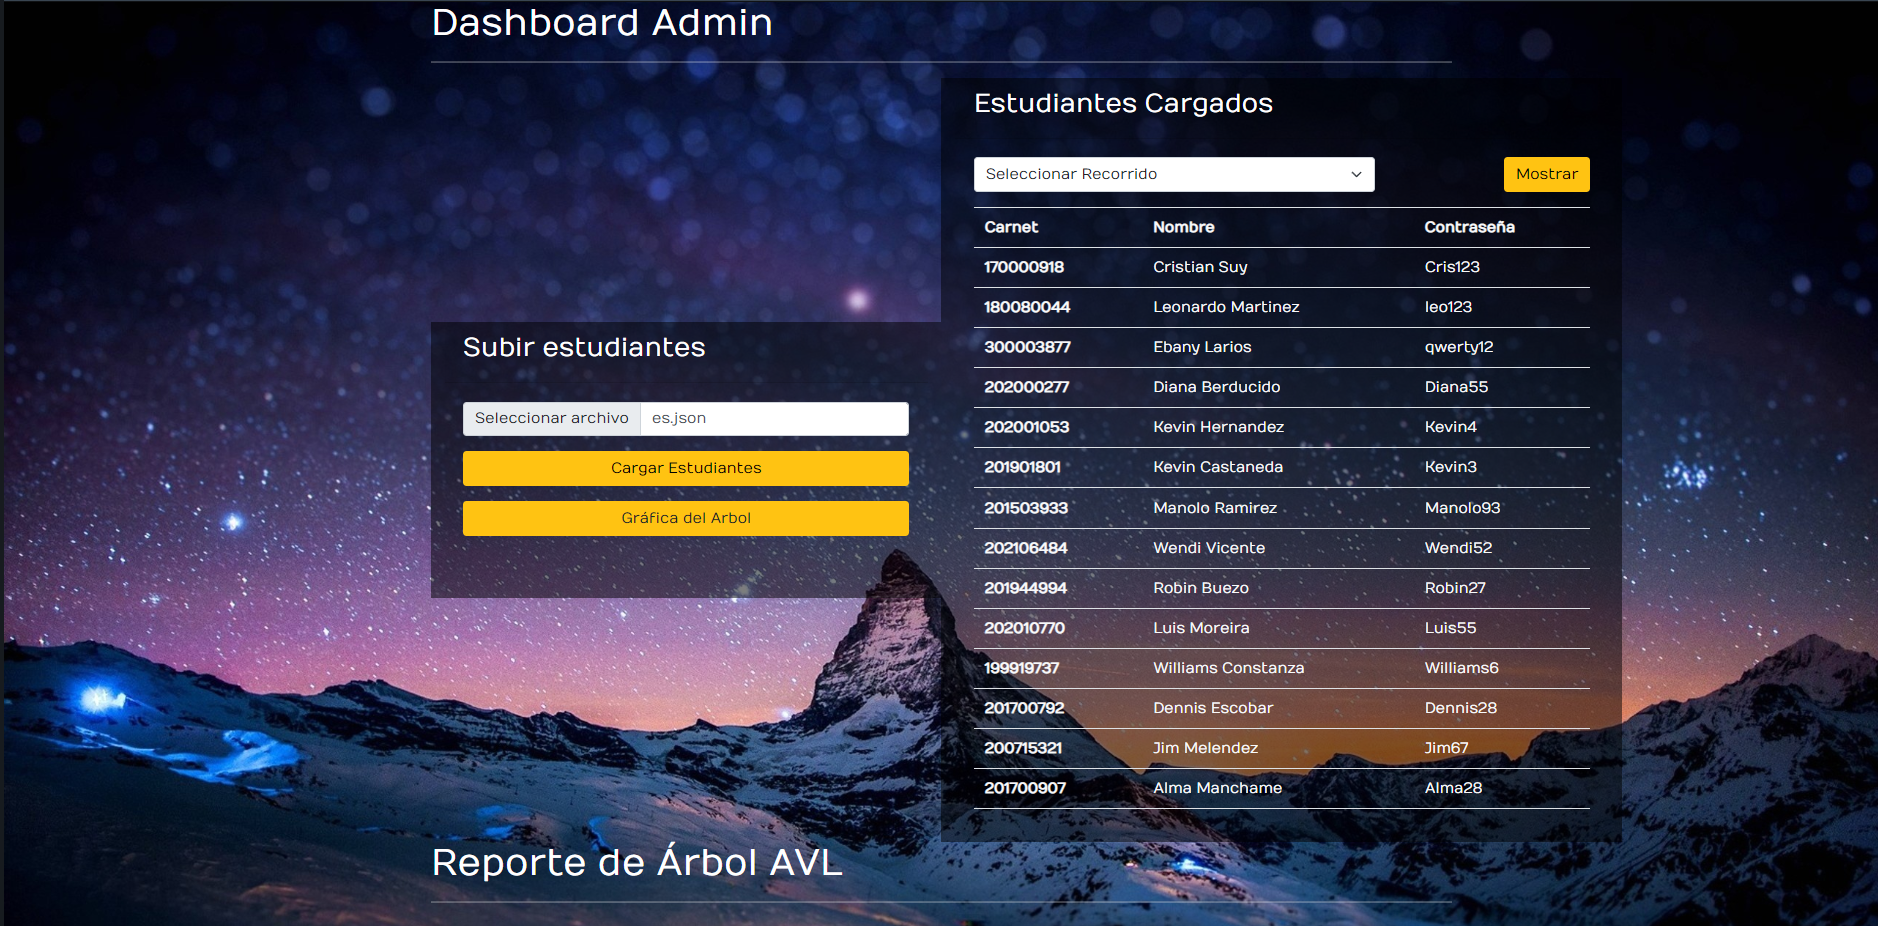 Dashboard Admin
Subir estudiantes
Seleccionar archivo es.json
Cargar Estudiantes
Gráfica del Arbol
Estudiantes Cargados
Seleccionar Recorrido Mostrar
Carnet Nombre Contraseña
170000918 Cristian Suy Cris123
180080044 Leonardo Martinez leo123
300003877 Ebany Larios qwerty12
202000277 Diana Berducido Diana55
202001053 Kevin Hernandez Kevin4
201901801 Kevin Castaneda Kevin3
201503933 Manolo Ramirez Manolo93
202106484 Wendi Vicente Wendi52
201944994 Robin Buezo Robin27
202010770 Luis Moreira Luis55
199919737 Williams Constanza Williams6
201700792 Dennis Escobar Dennis28
200715321 Jim Melendez Jim67
201700907 Alma Manchame Alma28
Reporte de Árbol AVL